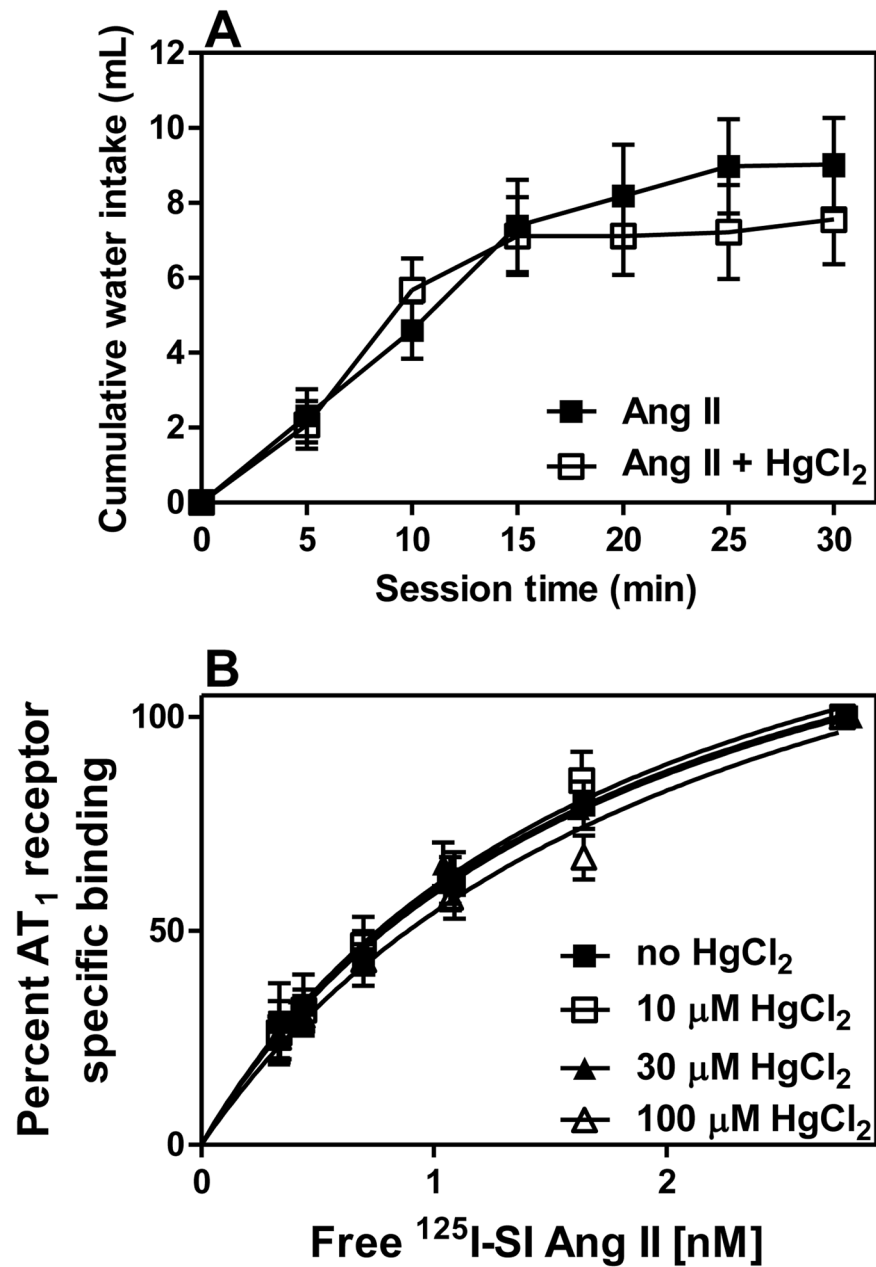 A
Cumulative water intake (mL)
12
10
8
6
4
2
0
Ang II
Ang II + HgCl₂
0 5 10 15 20 25 30
Session time (min)
B
Percent AT₁ receptor
specific binding
100
50
0
no HgCl₂
10 μM HgCl₂
30 μM HgCl₂
100 μM HgCl₂
0 1 2
Free ¹²⁵I-SI Ang II [nM]